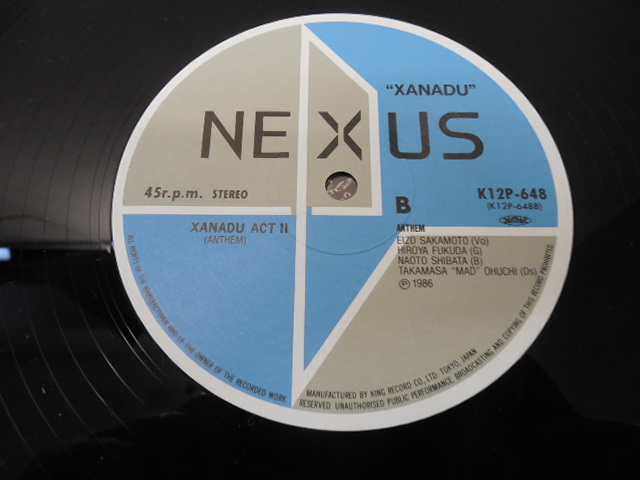 "XANADU"
NEXUS
45r.p.m. STEREO
B
K12P-648
(K12P-648B)
XANADU ACT II
(ANTHEM)
ANTHEM
EIZO SAKAMOTO (Vo)
HIROYA FUKUDA (G)
NAOTO SHIBATA (B)
TAKAMASA "MAD" OHUCHI (Ds)
Ⓟ 1986
ALL RIGHTS OF THE MANUFACTURER AND OF THE OWNER OF THE RECORDED WORK
RESERVED. UNAUTHORISED PUBLIC PERFORMANCE BROADCASTING AND COPYING OF THIS RECORD PROHIBITED.
MANUFACTURED BY KING RECORD CO., LTD. TOKYO, JAPAN.